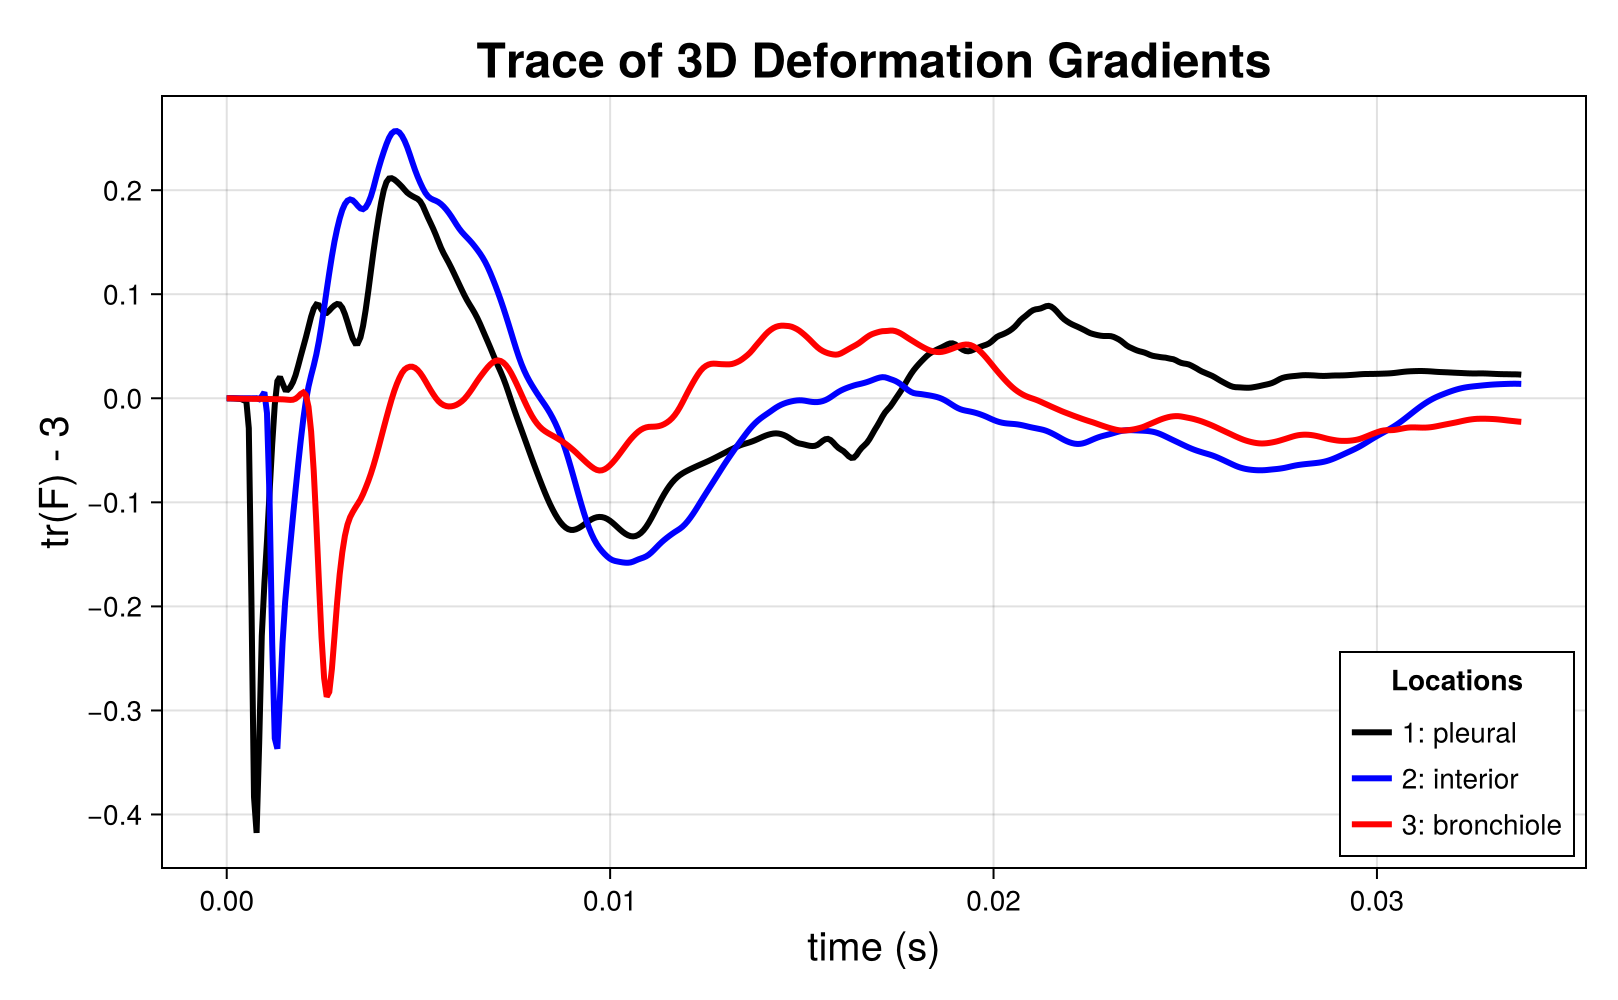 Trace of 3D Deformation Gradients
tr(F) - 3
0.2
0.1
0.0
−0.1
−0.2
−0.3
−0.4
Locations
1: pleural
2: interior
3: bronchiole
0.00
0.01
0.02
0.03
time (s)